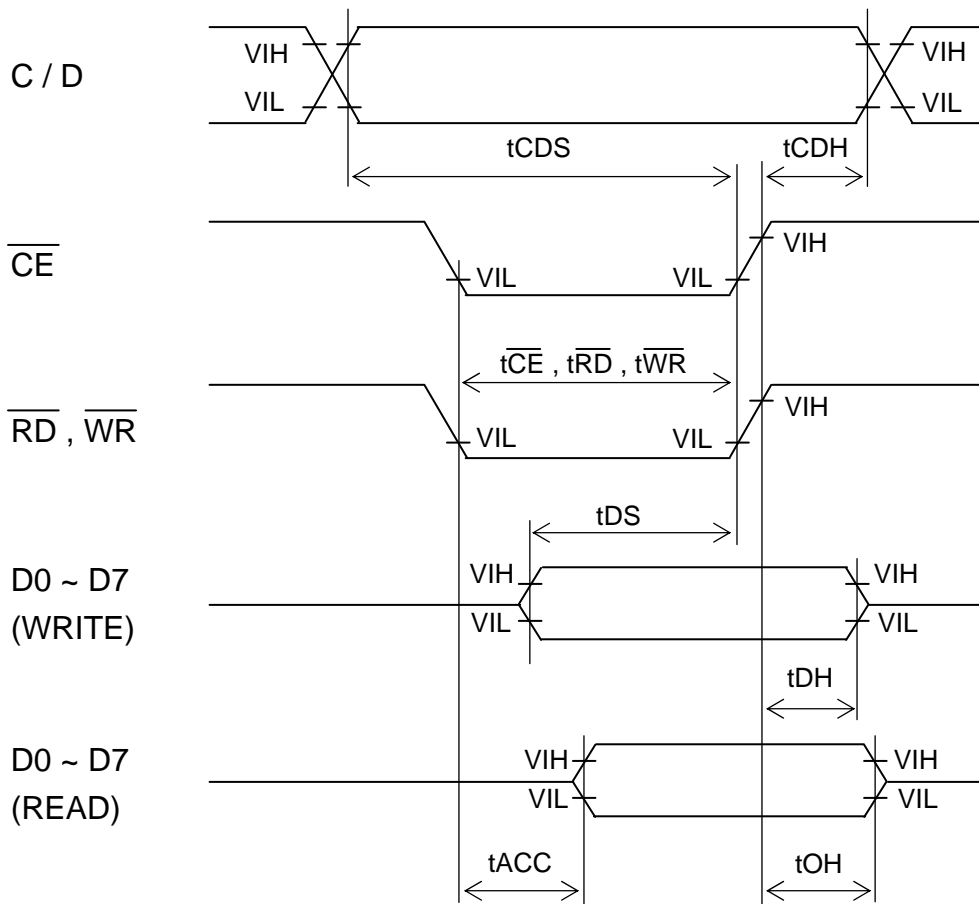 VIH
VIH
C / D
VIL
VIL
tCDS
tCDH
CE
VIH
VIL
VIL
tCE , tRD , tWR
RD , WR
VIH
VIL
VIL
tDS
D0 ~ D7
(WRITE)
VIH
VIH
VIL
VIL
tDH
D0 ~ D7
(READ)
VIH
VIH
VIL
VIL
tACC
tOH